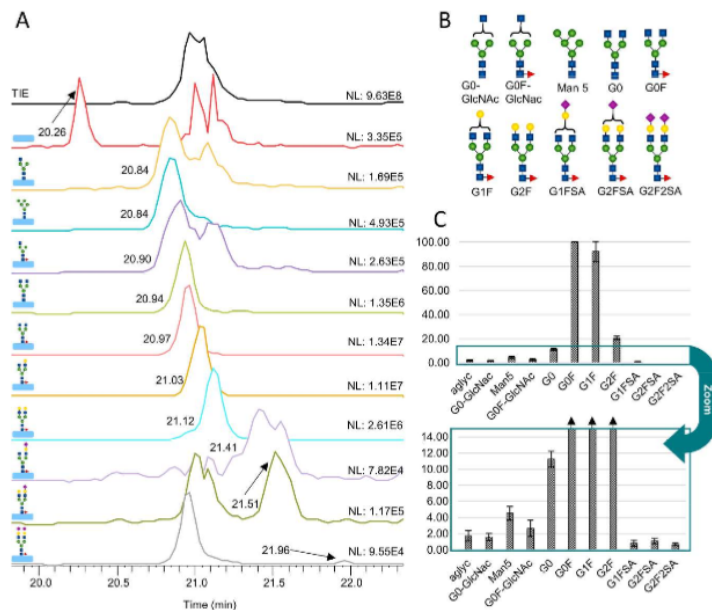 A
TIE
NL: 9.63E8
20.26
NL: 3.35E5
20.84
NL: 1.69E5
20.84
NL: 4.93E5
20.90
NL: 2.63E5
20.94
NL: 1.35E6
20.97
NL: 1.34E7
21.03
NL: 1.11E7
21.12
NL: 2.61E6
21.41
NL: 7.82E4
21.51
NL: 1.17E5
21.96
NL: 9.55E4
20.0 20.5 21.0 21.5 22.0
Time (min)
B
G0-
GlcNAc
G0F-
GlcNac
Man 5
G0
G0F
G1F
G2F
G1FSA
G2FSA
G2F2SA
C
100.00
80.00
60.00
40.00
20.00
0.00
aglyc
G0-GlcNac
Man5
G0F-GlcNAc
G0
G0F
G1F
G2F
G1FSA
G2FSA
G2F2SA
Zoom
14.00
12.00
10.00
8.00
6.00
4.00
2.00
0.00
aglyc
G0-GlcNac
Man5
G0F-GlcNAc
G0
G0F
G1F
G2F
G1FSA
G2FSA
G2F2SA